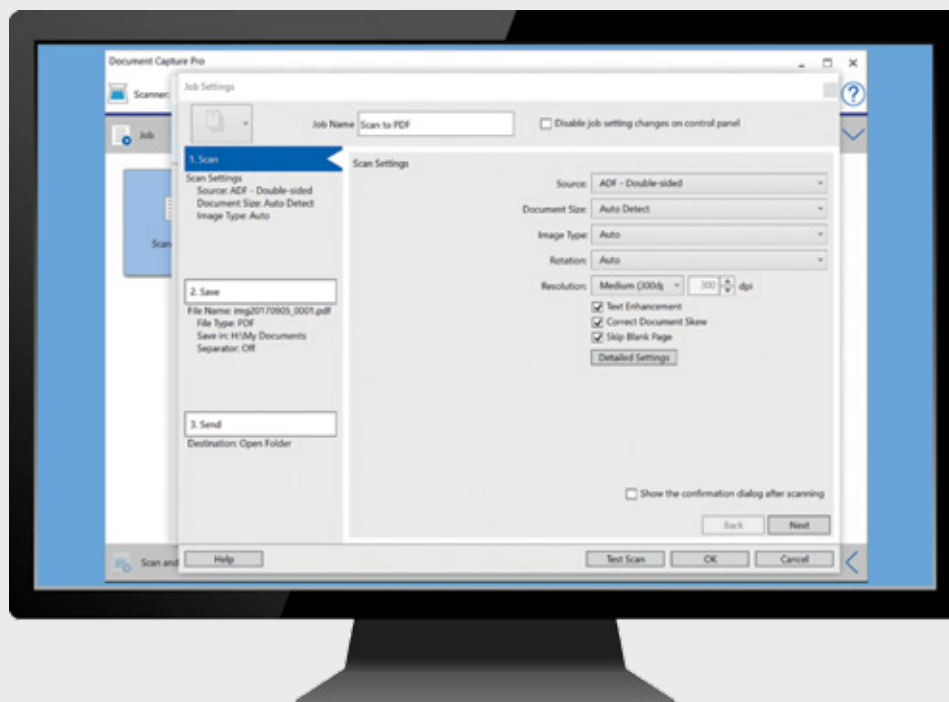 Document Capture Pro
Scanner:
Job Settings
Job
Job Name Scan to PDF
Disable job setting changes on control panel
1. Scan
Scan Settings
Source: ADF - Double-sided
Document Size: Auto Detect
Image Type: Auto
Scan
2. Save
File Name: img20170905_0001.pdf
File Type: PDF
Save in: H:\My Documents
Separator: Off
3. Send
Destination: Open Folder
Scan Settings
Source: ADF - Double-sided
Document Size: Auto Detect
Image Type: Auto
Rotation: Auto
Resolution: Medium (300d 300 dpi
Text Enhancement
Correct Document Skew
Skip Blank Page
Detailed Settings
Show the confirmation dialog after scanning
Back Next
Scan and
Help Test Scan OK Cancel
?